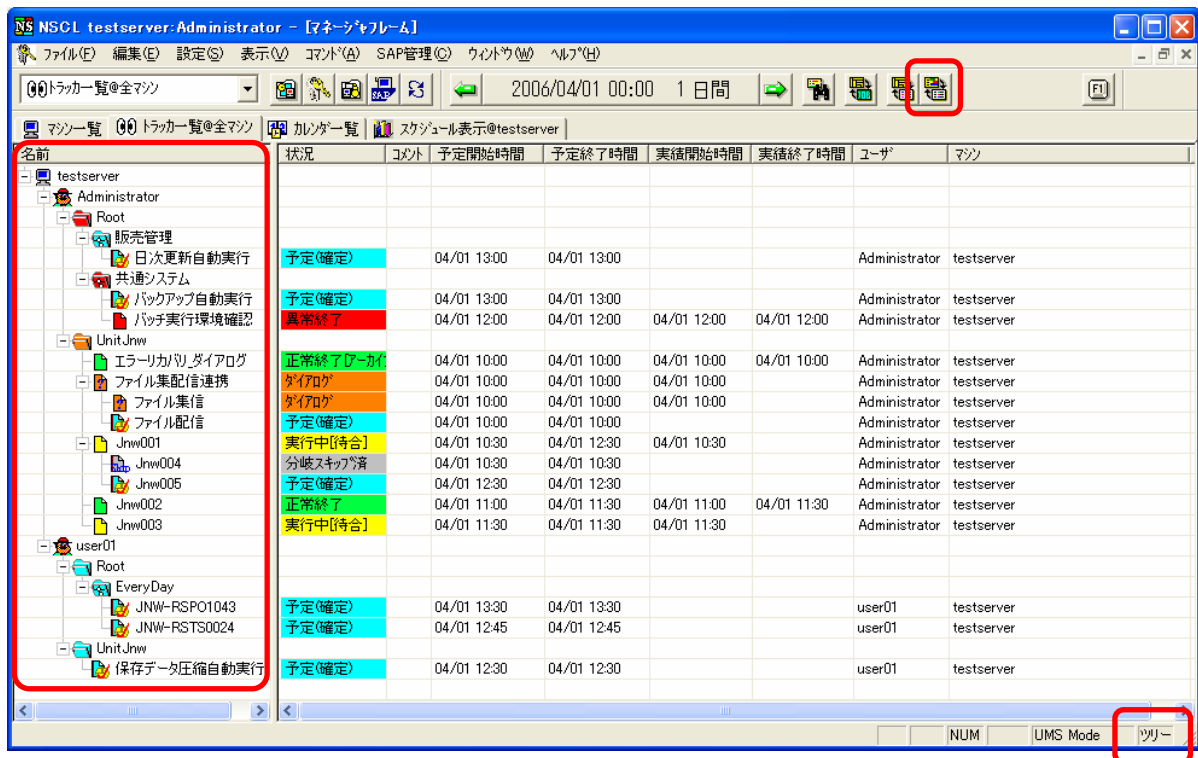 NS NSCL testserver:Administrator - [マネージャフレーム]
ファイル(F) 編集(E) 設定(S) 表示(V) コマンド(A) SAP管理(C) ウィンドウ(W) ヘルプ(H)
トラッカ一覧@全マシン 2006/04/01 00:00 1 日間 F1
マシン一覧 トラッカ一覧@全マシン カレンダ一覧 スケジュール表示@testserver
名前 状況 コメント 予定開始時間 予定終了時間 実績開始時間 実績終了時間 ユーザ マシン
testserver
Administrator
Root
販売管理
日次更新自動実行 予定(確定) 04/01 13:00 04/01 13:00 Administrator testserver
共通システム
バックアップ自動実行 予定(確定) 04/01 13:00 04/01 13:00 Administrator testserver
バッチ実行環境確認 異常終了 04/01 12:00 04/01 12:00 04/01 12:00 04/01 12:00 Administrator testserver
UnitJnw
エラーリカバリ_ダイアログ 正常終了[アーカイ 04/01 10:00 04/01 10:00 04/01 10:00 04/01 10:00 Administrator testserver
ファイル集配信連携 ダイアログ 04/01 10:00 04/01 10:00 04/01 10:00 Administrator testserver
ファイル集信 ダイアログ 04/01 10:00 04/01 10:00 04/01 10:00 Administrator testserver
ファイル配信 予定(確定) 04/01 10:00 04/01 10:00 Administrator testserver
Jnw001 実行中[待合] 04/01 10:30 04/01 12:30 04/01 10:30 Administrator testserver
Jnw004 分岐スキップ済 04/01 10:30 04/01 10:30 Administrator testserver
Jnw005 予定(確定) 04/01 12:30 04/01 12:30 Administrator testserver
Jnw002 正常終了 04/01 11:00 04/01 11:30 04/01 11:00 04/01 11:30 Administrator testserver
Jnw003 実行中[待合] 04/01 11:30 04/01 11:30 04/01 11:30 Administrator testserver
user01
Root
EveryDay
JNW-RSPO1043 予定(確定) 04/01 13:30 04/01 13:30 user01 testserver
JNW-RSTS0024 予定(確定) 04/01 12:45 04/01 12:45 user01 testserver
UnitJnw
保存データ圧縮自動実行 予定(確定) 04/01 12:30 04/01 12:30 user01 testserver
NUM UMS Mode ツリー